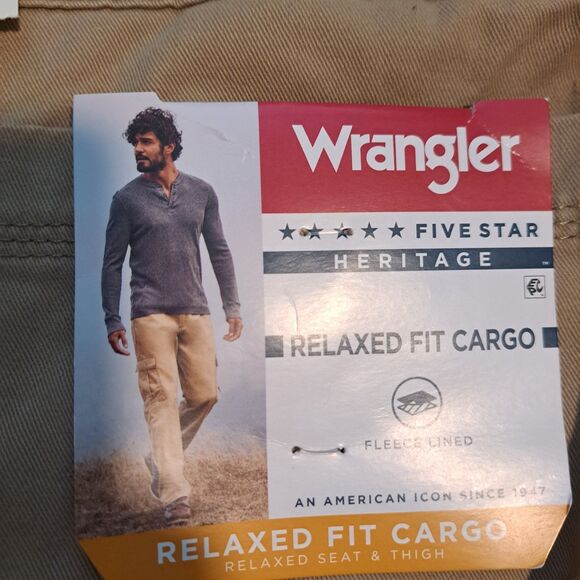 Wrangler
★★★★★ FIVE STAR
HERITAGE ™
RELAXED FIT CARGO
FLEECE LINED
AN AMERICAN ICON SINCE 1947
RELAXED FIT CARGO
RELAXED SEAT & THIGH